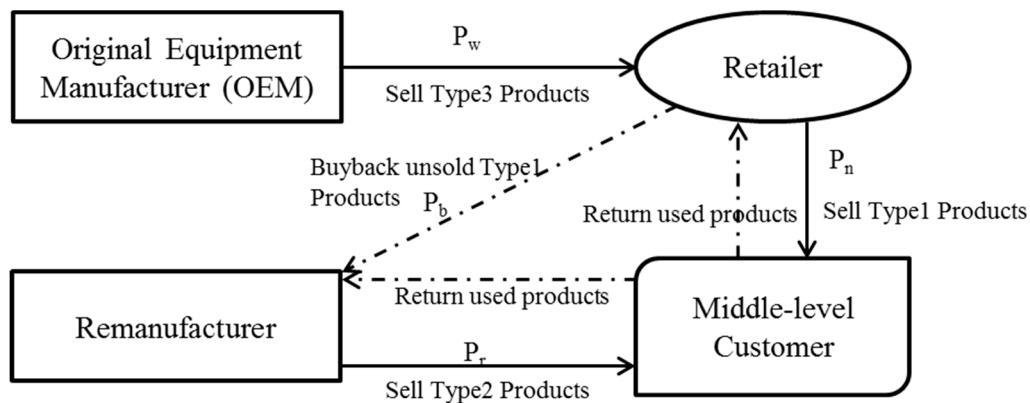 Original Equipment
Manufacturer (OEM)
P_w
Sell Type3 Products
Retailer
Buyback unsold Type1
Products
P_b
Return used products
P_n
Sell Type1 Products
Return used products
Remanufacturer
Middle-level
Customer
P_r
Sell Type2 Products